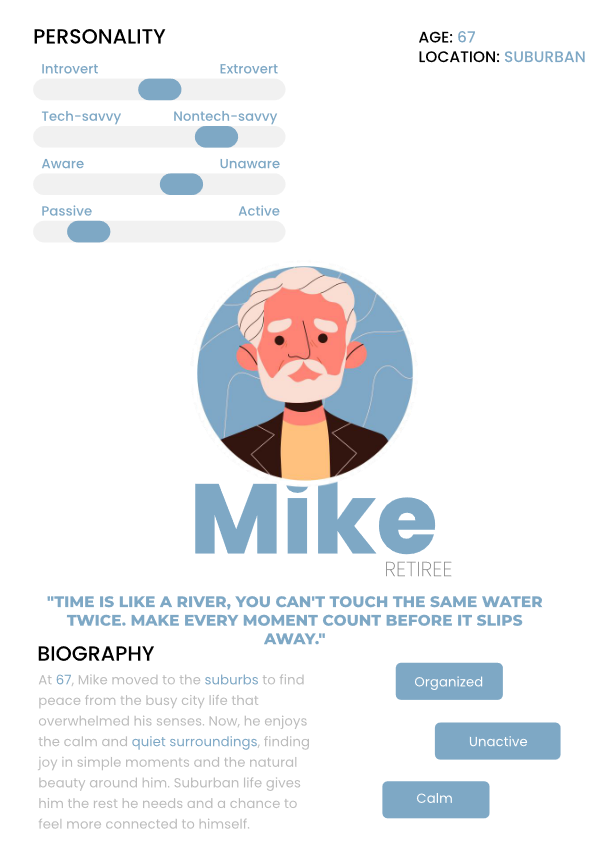 PERSONALITY
Introvert Extrovert
Tech-savvy Nontech-savvy
Aware Unaware
Passive Active
AGE: 67
LOCATION: SUBURBAN
Mike
RETIREE
"TIME IS LIKE A RIVER, YOU CAN'T TOUCH THE SAME WATER
TWICE. MAKE EVERY MOMENT COUNT BEFORE IT SLIPS
AWAY."
BIOGRAPHY
At 67, Mike moved to the suburbs to find
peace from the busy city life that
overwhelmed his senses. Now, he enjoys
the calm and quiet surroundings, finding
joy in simple moments and the natural
beauty around him. Suburban life gives
him the rest he needs and a chance to
feel more connected to himself.
Organized
Unactive
Calm